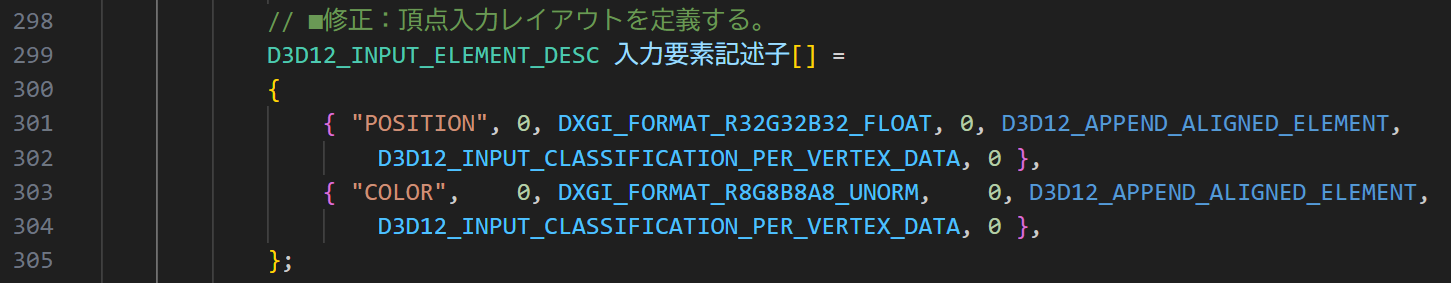 298 // ■修正：頂点入力レイアウトを定義する。
299 D3D12_INPUT_ELEMENT_DESC 入力要素記述子[] =
300 {
301 { "POSITION", 0, DXGI_FORMAT_R32G32B32_FLOAT, 0, D3D12_APPEND_ALIGNED_ELEMENT,
302 D3D12_INPUT_CLASSIFICATION_PER_VERTEX_DATA, 0 },
303 { "COLOR", 0, DXGI_FORMAT_R8G8B8A8_UNORM, 0, D3D12_APPEND_ALIGNED_ELEMENT,
304 D3D12_INPUT_CLASSIFICATION_PER_VERTEX_DATA, 0 },
305 };